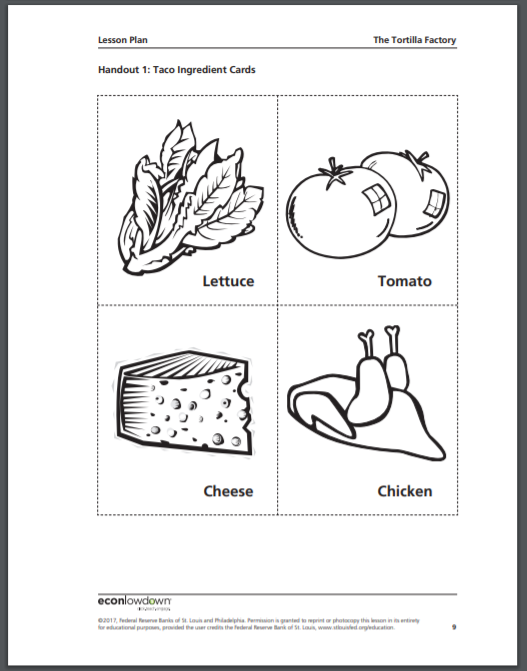 Lesson Plan The Tortilla Factory
Handout 1: Taco Ingredient Cards
Lettuce Tomato
Cheese Chicken
econlowdown
©2017, Federal Reserve Banks of St. Louis and Philadelphia. Permission is granted to reprint or photocopy this lesson in its entirety
for educational purposes, provided the user credits the Federal Reserve Bank of St. Louis, www.stlouisfed.org/education. 9